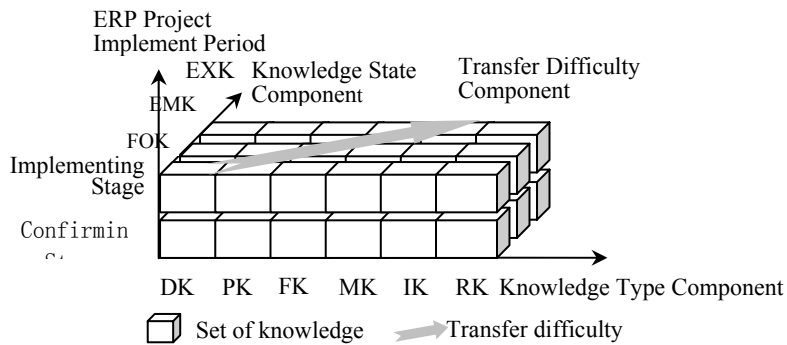 ERP Project
Implement Period
EXK
Knowledge State
Component
Transfer Difficulty
Component
EMK
FOK
Implementing
Stage
Confirmin
DK PK FK MK IK RK Knowledge Type Component
Set of knowledge
Transfer difficulty